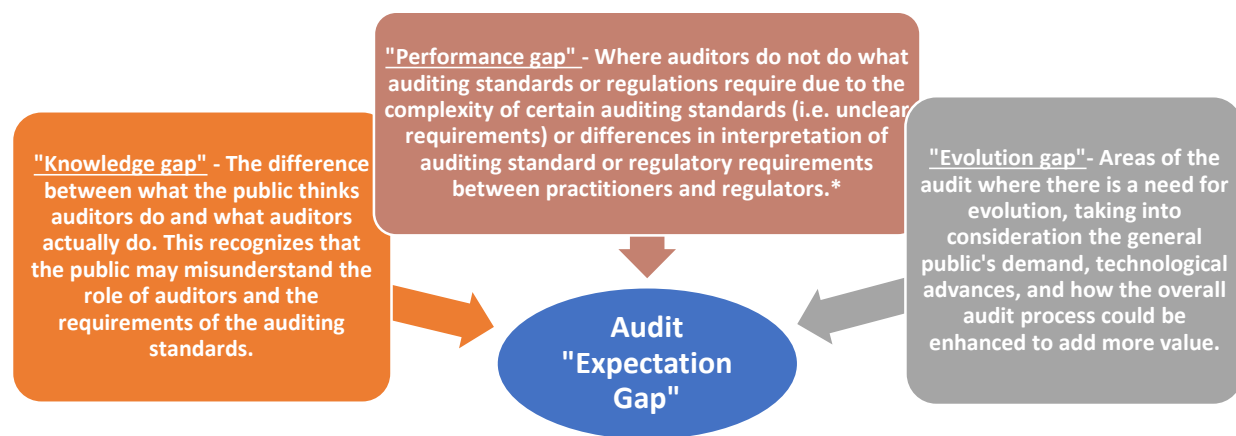 "Performance gap" - Where auditors do not do what
auditing standards or regulations require due to the
complexity of certain auditing standards (i.e. unclear
requirements) or differences in interpretation of
auditing standard or regulatory requirements
between practitioners and regulators.*
"Knowledge gap" - The difference
between what the public thinks
auditors do and what auditors
actually do. This recognizes that
the public may misunderstand the
role of auditors and the
requirements of the auditing
standards.
"Evolution gap"- Areas of the
audit where there is a need for
evolution, taking into
consideration the general
public's demand, technological
advances, and how the overall
audit process could be
enhanced to add more value.
Audit
"Expectation
Gap"